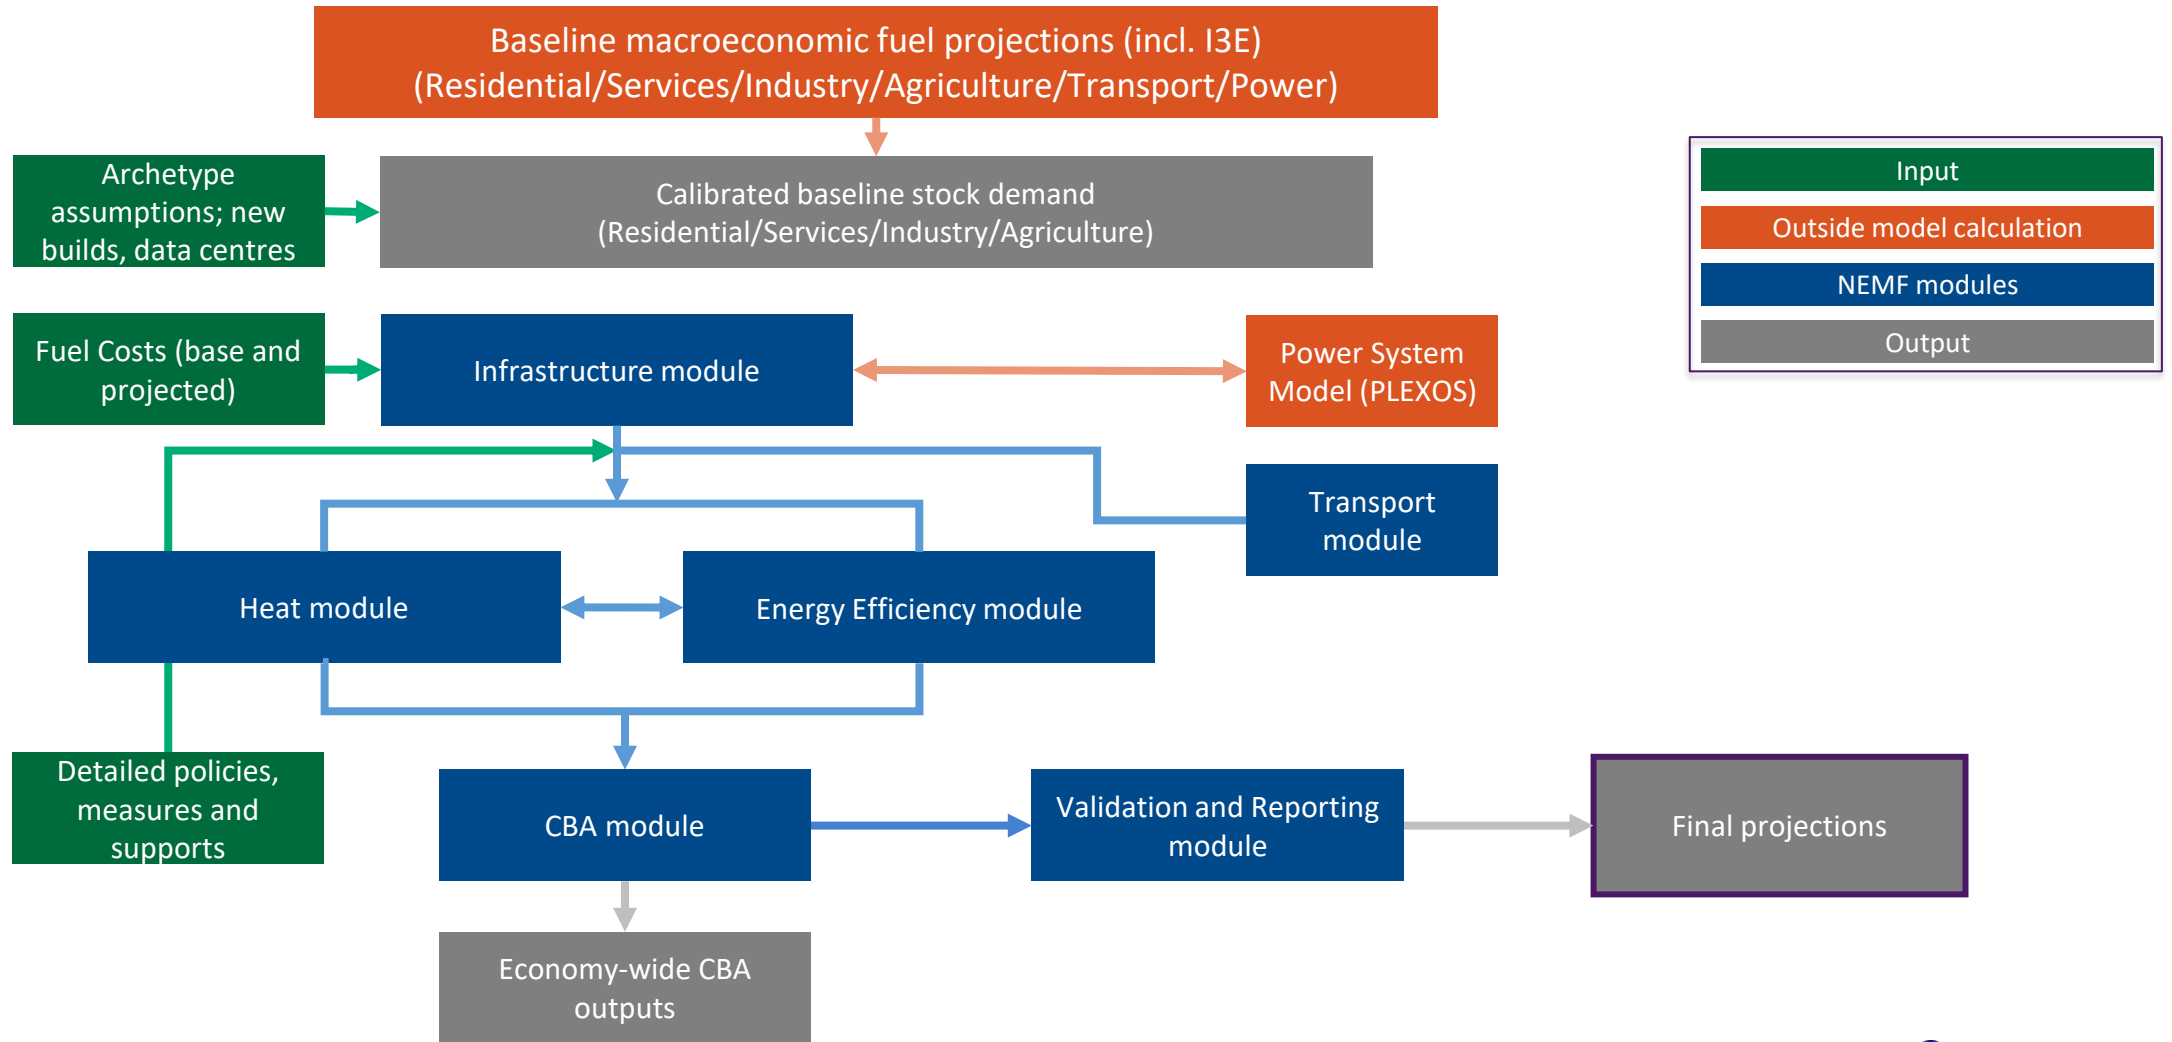 Baseline macroeconomic fuel projections (incl. I3E)
(Residential/Services/Industry/Agriculture/Transport/Power)
Archetype
assumptions; new
builds, data centres
Calibrated baseline stock demand
(Residential/Services/Industry/Agriculture)
Input
Outside model calculation
NEMF modules
Output
Fuel Costs (base and
projected)
Infrastructure module
Power System
Model (PLEXOS)
Transport
module
Heat module
Energy Efficiency module
Detailed policies,
measures and
supports
CBA module
Validation and Reporting
module
Final projections
Economy-wide CBA
outputs